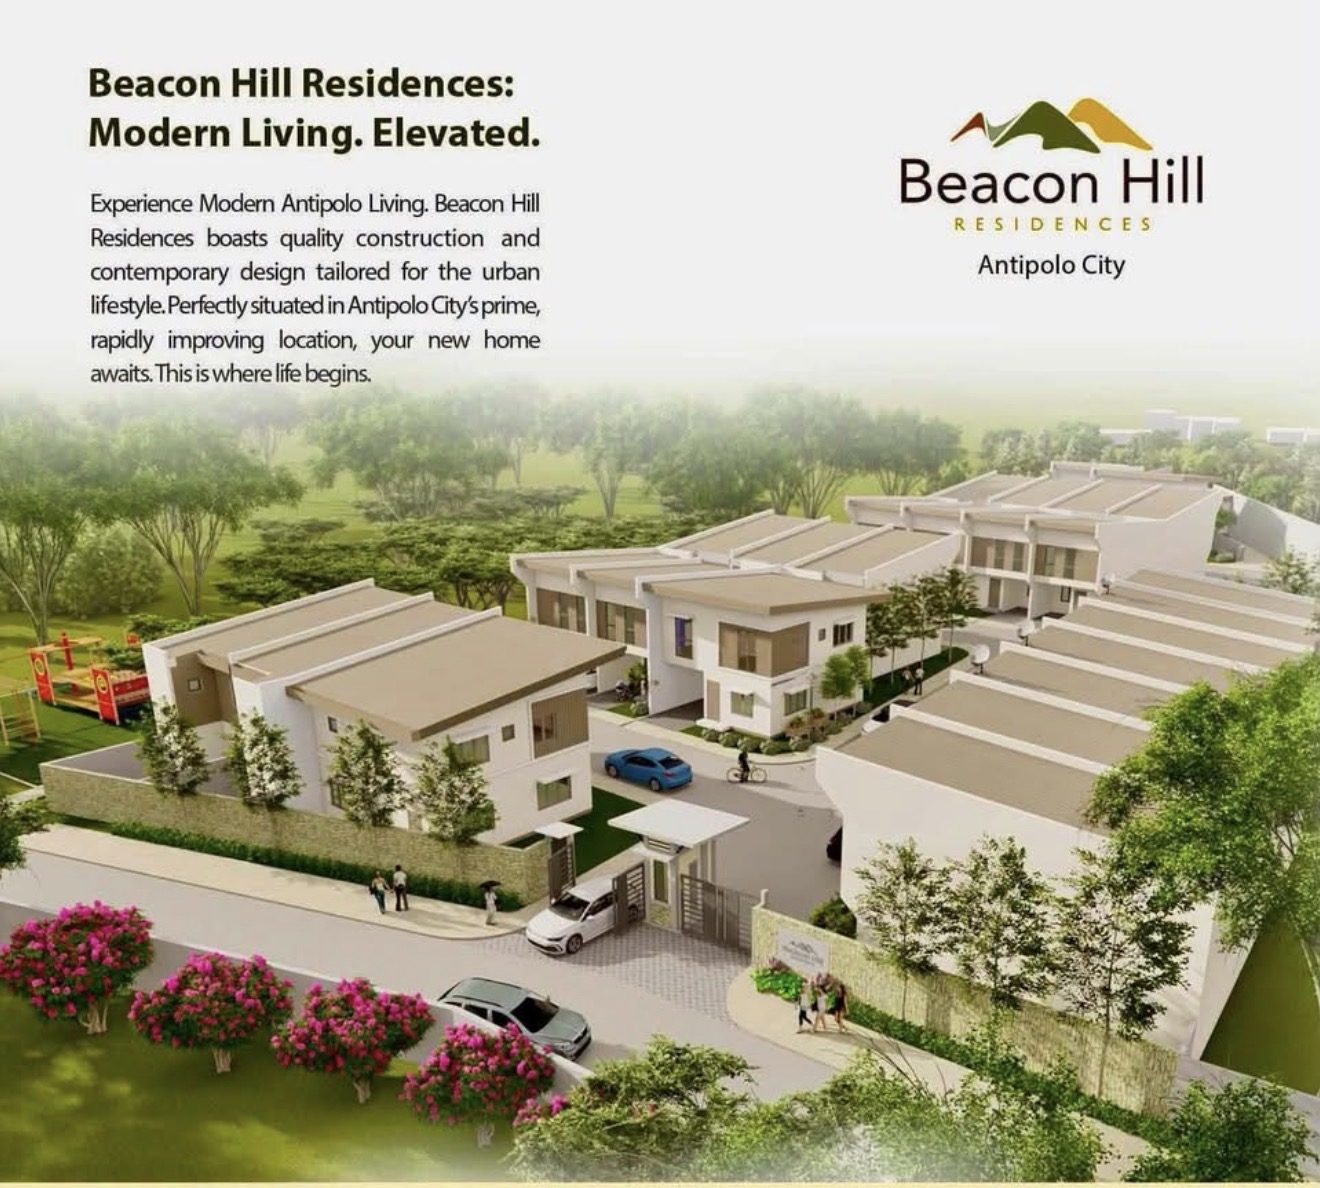 Beacon Hill Residences:
Modern Living. Elevated.
Experience Modern Antipolo Living. Beacon Hill
Residences boasts quality construction and
contemporary design tailored for the urban
lifestyle. Perfectly situated in Antipolo City's prime,
rapidly improving location, your new home
awaits. This is where life begins.
Beacon Hill
RESIDENCES
Antipolo City